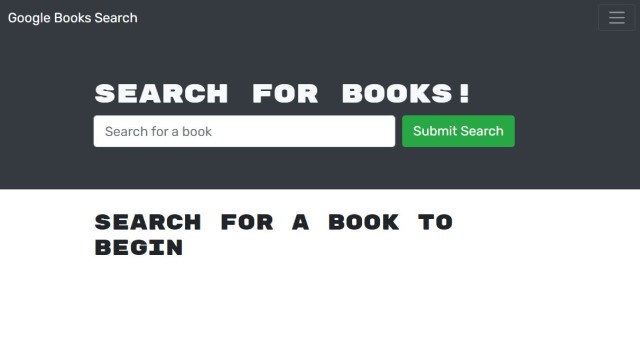 Google Books Search
SEARCH FOR BOOKS!
Search for a book
Submit Search
SEARCH FOR A BOOK TO
BEGIN